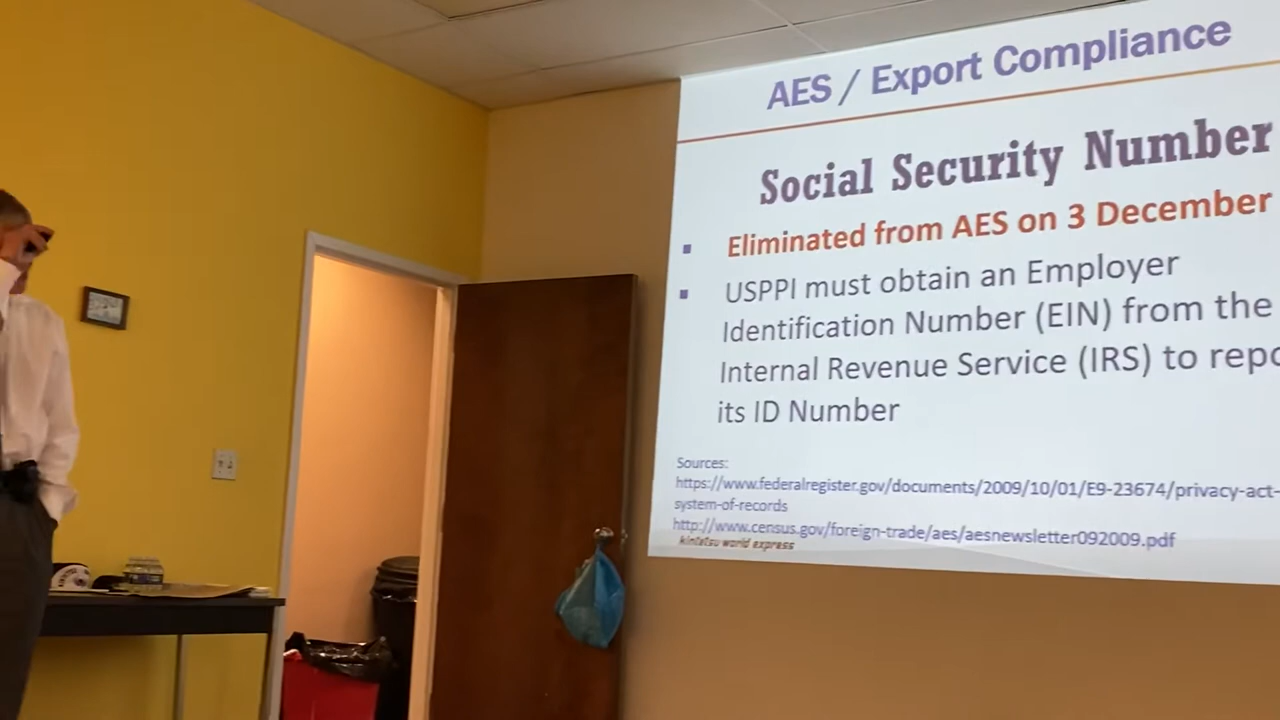 AES / Export Compliance
Social Security Number
Eliminated from AES on 3 December
USPPI must obtain an Employer
Identification Number (EIN) from the
Internal Revenue Service (IRS) to repo
its ID Number
Sources:
https://www.federalregister.gov/documents/2009/10/01/E9-23674/privacy-act-
system-of-records
http://www.census.gov/foreign-trade/aes/aesnewsletter092009.pdf
kintetsu world express